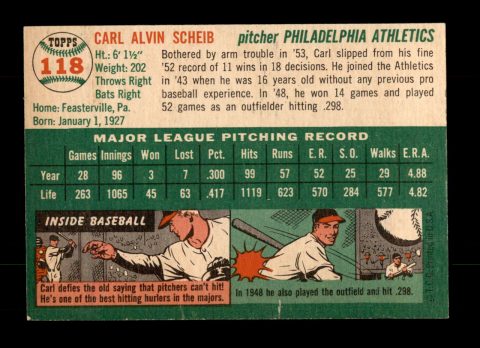 TOPPS
118
CARL ALVIN SCHEIB
pitcher PHILADELPHIA ATHLETICS
Ht.: 6' 1½"
Weight: 202
Throws Right
Bats Right
Home: Feasterville, Pa.
Born: January 1, 1927
Bothered by arm trouble in '53, Carl slipped from his fine
'52 record of 11 wins in 18 decisions. He joined the Athletics
in '43 when he was 16 years old without any previous pro
baseball experience. In '48, he won 14 games and played
52 games as an outfielder hitting .298.
MAJOR LEAGUE PITCHING RECORD
Games Innings Won Lost Pct. Hits Runs E.R. S.O. Walks E.R.A.
Year 28 96 3 7 .300 99 57 52 25 29 4.88
Life 263 1065 45 63 .417 1119 623 570 284 577 4.82
INSIDE BASEBALL
Carl defies the old saying that pitchers can't hit!
He's one of the best hitting hurlers in the majors.
In 1948 he also played the outfield and hit .298.